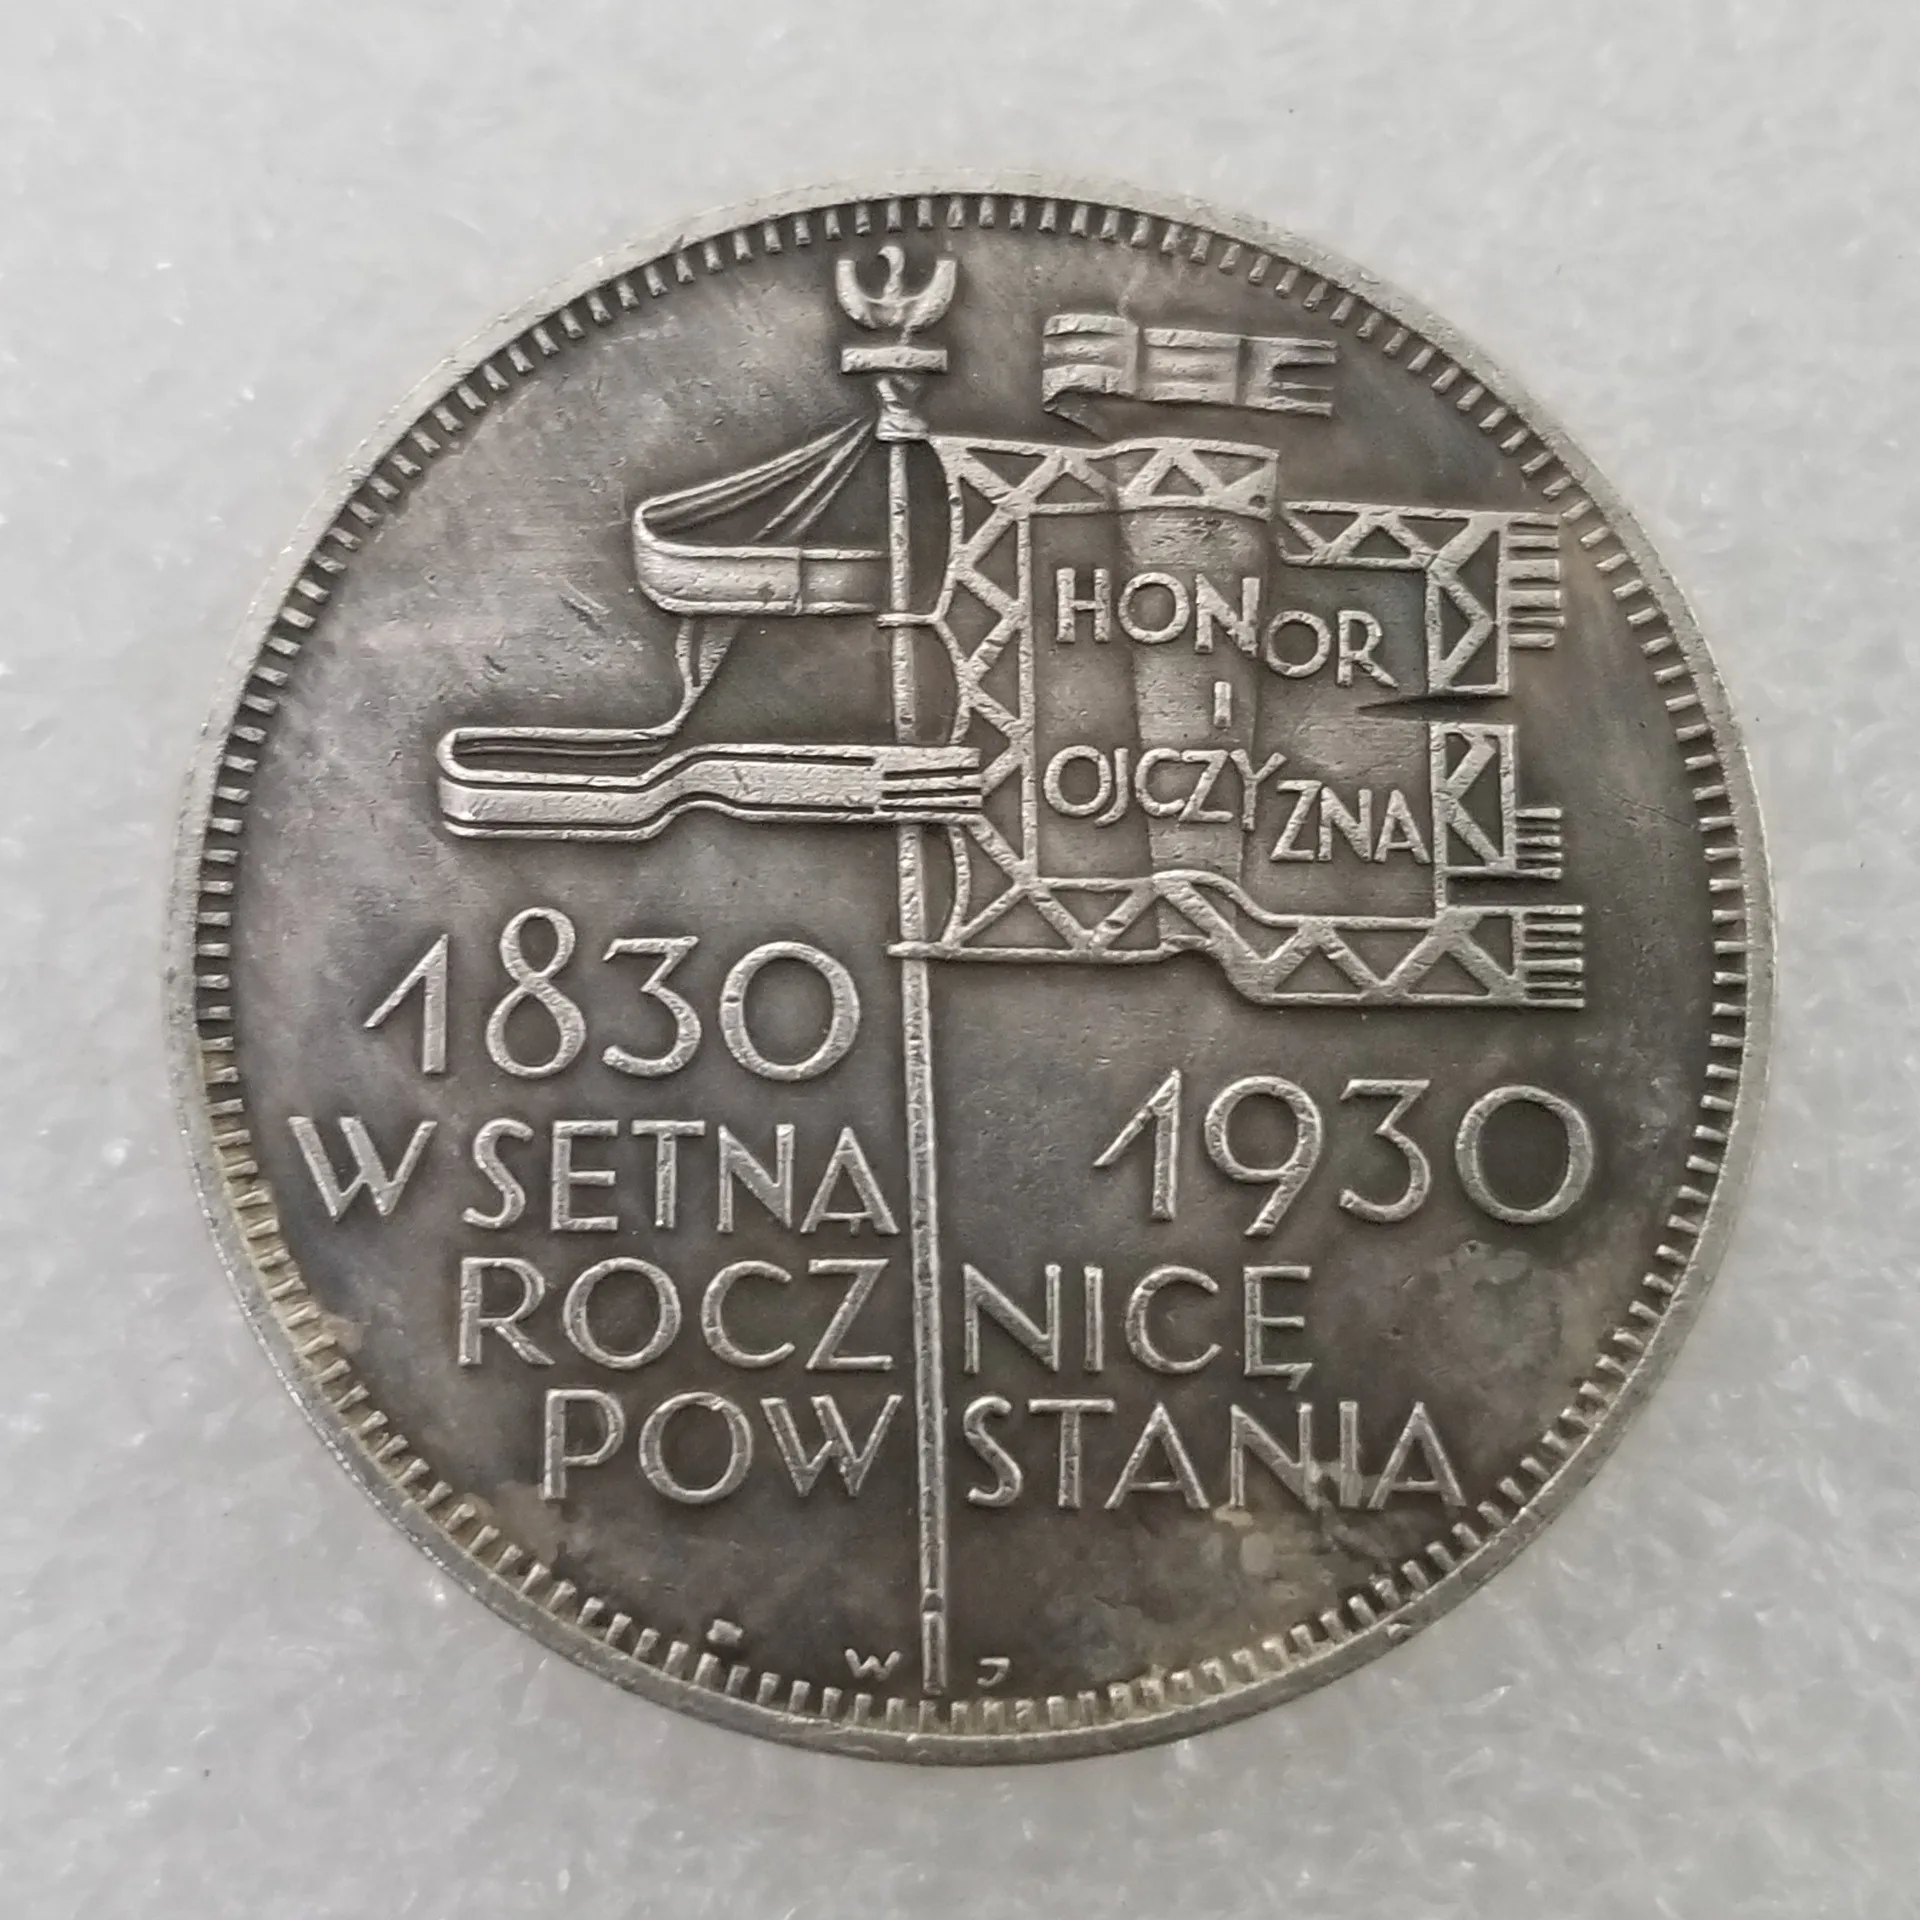 HONOR
I
OJCZYZNA
1830
1930
W SETNĄ
ROCZNICĘ
POWSTANIA
W J